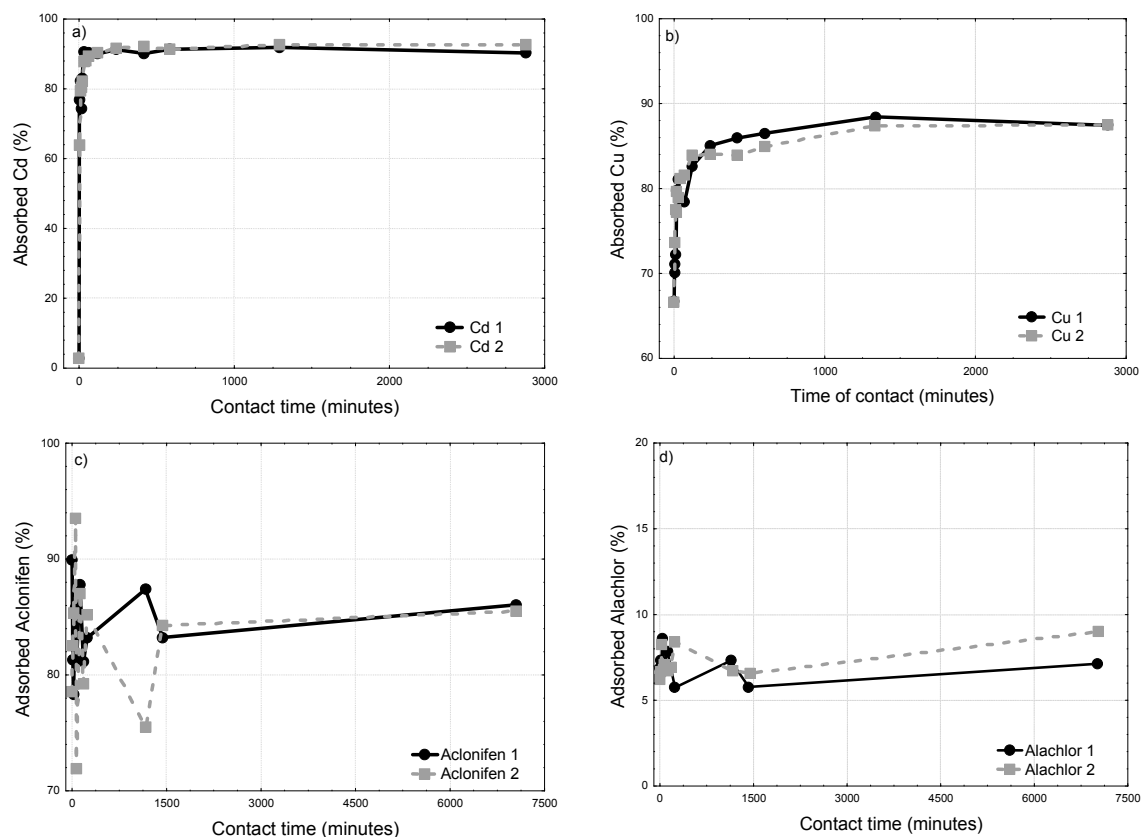 a)
100
80
60
40
20
0
Absorbed Cd (%)
Cd 1
Cd 2
0 1000 2000 3000
Contact time (minutes)
b)
100
90
80
70
60
Absorbed Cu (%)
Cu 1
Cu 2
0 1000 2000 3000
Time of contact (minutes)
c)
100
90
80
70
Adsorbed Aclonifen (%)
Aclonifen 1
Aclonifen 2
0 1500 3000 4500 6000 7500
Contact time (minutes)
d)
20
15
10
5
0
Adsorbed Alachlor (%)
Alachlor 1
Alachlor 2
0 1500 3000 4500 6000 7500
Contact time (minutes)